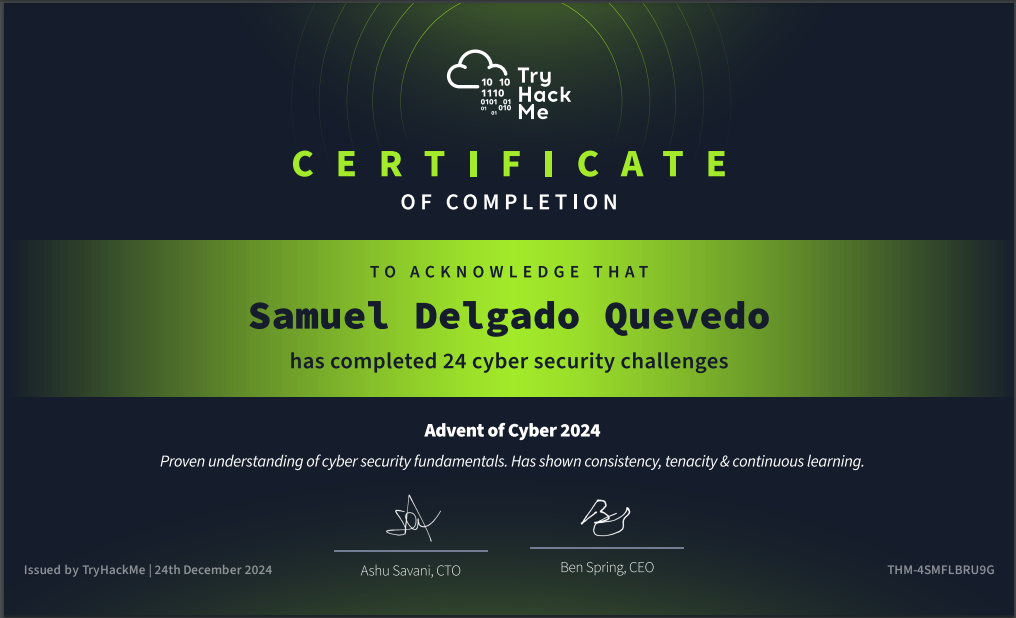 10 10
1110
0101 01
01 010
01
Try
Hack
Me
CERTIFICATE
OF COMPLETION
TO ACKNOWLEDGE THAT
Samuel Delgado Quevedo
has completed 24 cyber security challenges
Advent of Cyber 2024
Proven understanding of cyber security fundamentals. Has shown consistency, tenacity & continuous learning.
Ashu Savani, CTO
Ben Spring, CEO
Issued by TryHackMe | 24th December 2024
THM-4SMFLBRU9G